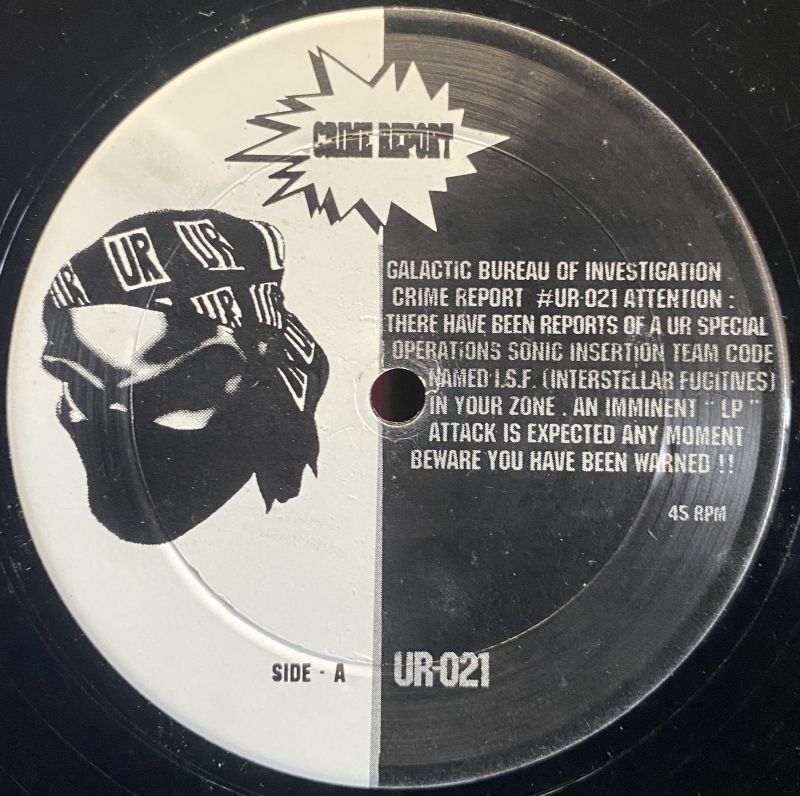 CRIME REPORT
UR UR UR
UR UR UR
GALACTIC BUREAU OF INVESTIGATION
CRIME REPORT #UR-021 ATTENTION :
THERE HAVE BEEN REPORTS OF A UR SPECIAL
OPERATIONS SONIC INSERTION TEAM CODE
NAMED I.S.F. (INTERSTELLAR FUGITIVES)
IN YOUR ZONE . AN IMMINENT " LP "
ATTACK IS EXPECTED ANY MOMENT
BEWARE YOU HAVE BEEN WARNED !!
45 RPM
SIDE - A
UR-021